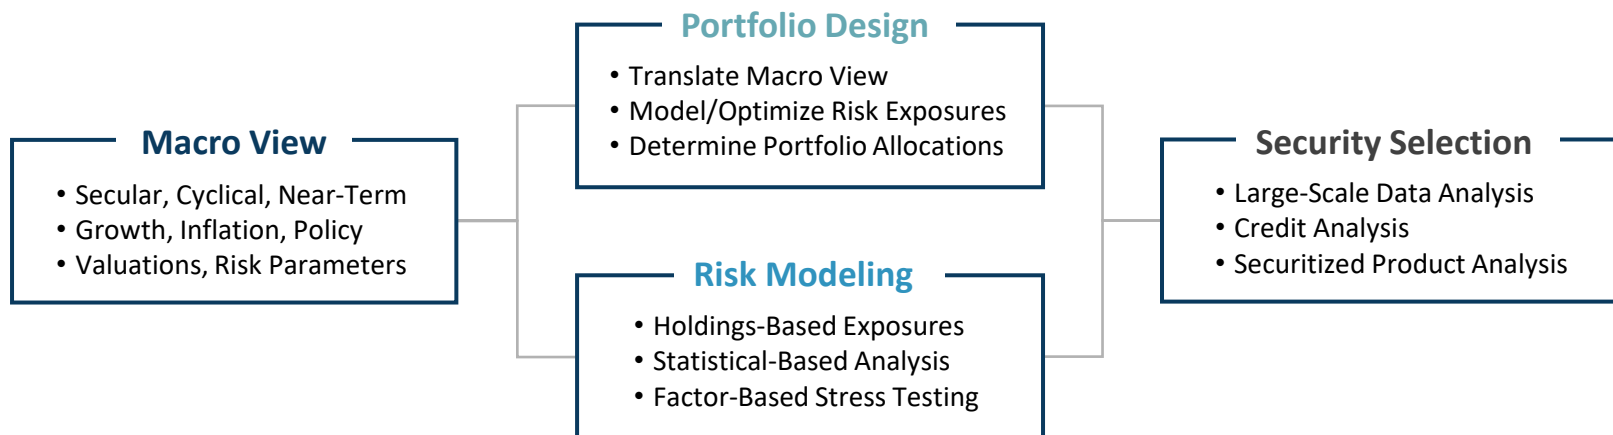 Macro View
• Secular, Cyclical, Near-Term
• Growth, Inflation, Policy
• Valuations, Risk Parameters
Portfolio Design
• Translate Macro View
• Model/Optimize Risk Exposures
• Determine Portfolio Allocations
Risk Modeling
• Holdings-Based Exposures
• Statistical-Based Analysis
• Factor-Based Stress Testing
Security Selection
• Large-Scale Data Analysis
• Credit Analysis
• Securitized Product Analysis